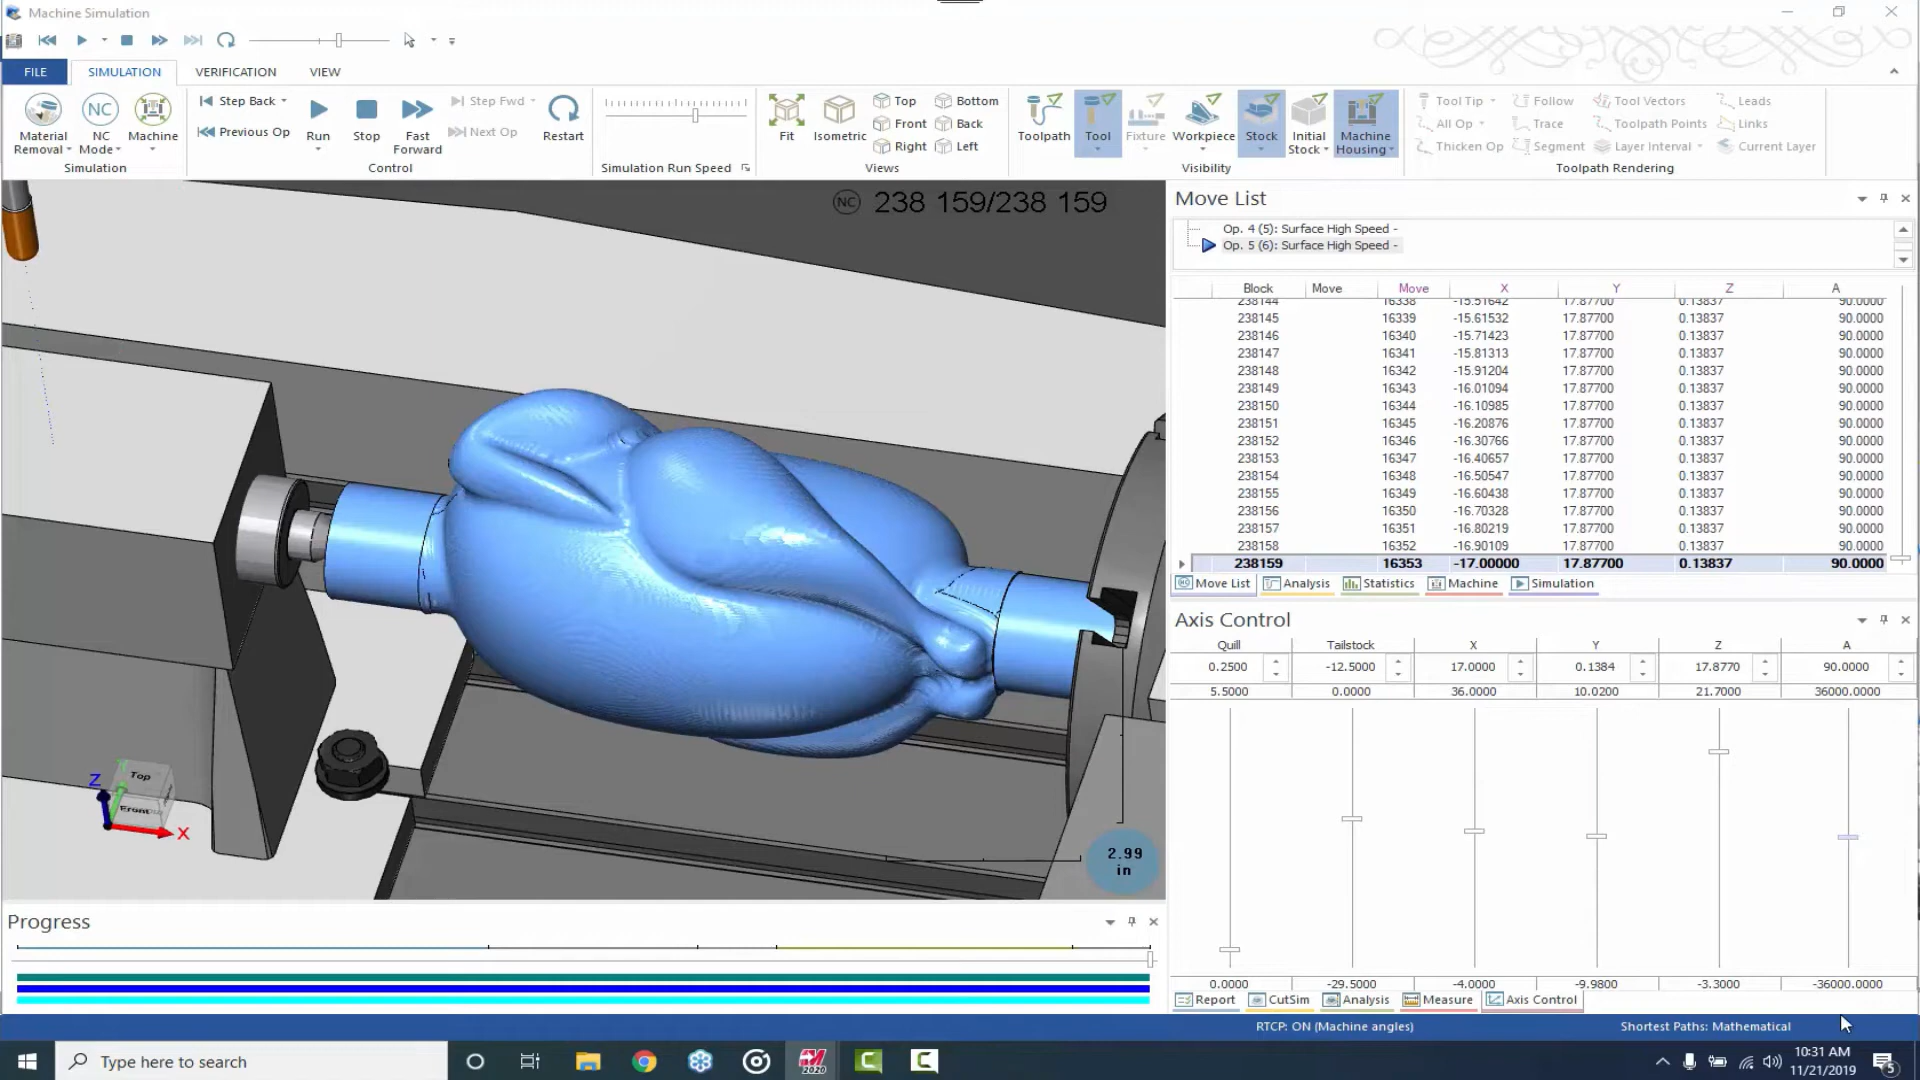 Machine Simulation
FILE SIMULATION VERIFICATION VIEW
Material Removal NC NC Mode Machine
Simulation
Step Back Previous Op Run Stop Fast Forward Step Fwd Next Op Restart
Control
Simulation Run Speed
Fit Isometric Top Front Right Bottom Back Left
Views
Toolpath Tool Fixture Workpiece Stock Initial Stock Machine Housing
Visibility
Tool Tip Follow Tool Vectors Leads
All Op Trace Toolpath Points Links
Thicken Op Segment Layer Interval Current Layer
Toolpath Rendering
NC 238 159/238 159
Top
Front
Z
X
2.99
in
Move List
Op. 4 (5): Surface High Speed -
Op. 5 (6): Surface High Speed -
Block Move Move X Y Z A
238144 16338 -15.51642 17.87700 0.13837 90.0000
238145 16339 -15.61532 17.87700 0.13837 90.0000
238146 16340 -15.71423 17.87700 0.13837 90.0000
238147 16341 -15.81313 17.87700 0.13837 90.0000
238148 16342 -15.91204 17.87700 0.13837 90.0000
238149 16343 -16.01094 17.87700 0.13837 90.0000
238150 16344 -16.10985 17.87700 0.13837 90.0000
238151 16345 -16.20876 17.87700 0.13837 90.0000
238152 16346 -16.30766 17.87700 0.13837 90.0000
238153 16347 -16.40657 17.87700 0.13837 90.0000
238154 16348 -16.50547 17.87700 0.13837 90.0000
238155 16349 -16.60438 17.87700 0.13837 90.0000
238156 16350 -16.70328 17.87700 0.13837 90.0000
238157 16351 -16.80219 17.87700 0.13837 90.0000
238158 16352 -16.90109 17.87700 0.13837 90.0000
238159 16353 -17.00000 17.87700 0.13837 90.0000
Move List Analysis Statistics Machine Simulation
Axis Control
Quill Tailstock X Y Z A
0.2500 -12.5000 17.0000 0.1384 17.8770 90.0000
5.5000 0.0000 36.0000 10.0200 21.7000 36000.0000
0.0000 -29.5000 -4.0000 -9.9800 -3.3000 -36000.0000
Report CutSim Analysis Measure Axis Control
Progress
RTCP: ON (Machine angles) Shortest Paths: Mathematical
Type here to search
2020
10:31 AM
11/21/2019
5